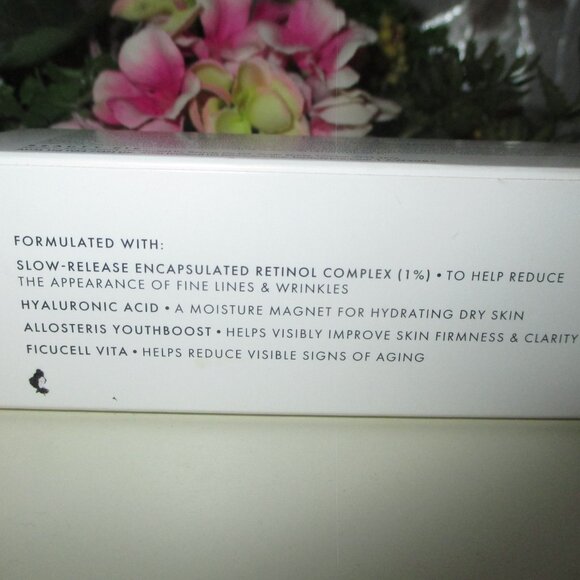 FORMULATED WITH:
SLOW-RELEASE ENCAPSULATED RETINOL COMPLEX (1%) • TO HELP REDUCE
THE APPEARANCE OF FINE LINES & WRINKLES
HYALURONIC ACID • A MOISTURE MAGNET FOR HYDRATING DRY SKIN
ALLOSTERIS YOUTHBOOST • HELPS VISIBLY IMPROVE SKIN FIRMNESS & CLARITY
FICUCELL VITA • HELPS REDUCE VISIBLE SIGNS OF AGING